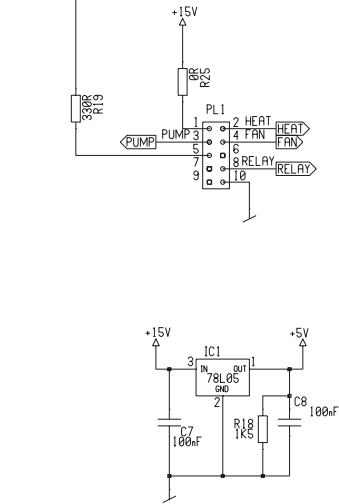 +15V
0R
R25
330R
R19
PL1
1 2 HEAT HEAT
PUMP PUMP 3 4 FAN FAN
5 6
7 8 RELAY RELAY
9 10
+15V
+5V
IC1
3 IN OUT 1
78L05
GND
2
C7
100nF
R18
1K5
C8
100nF